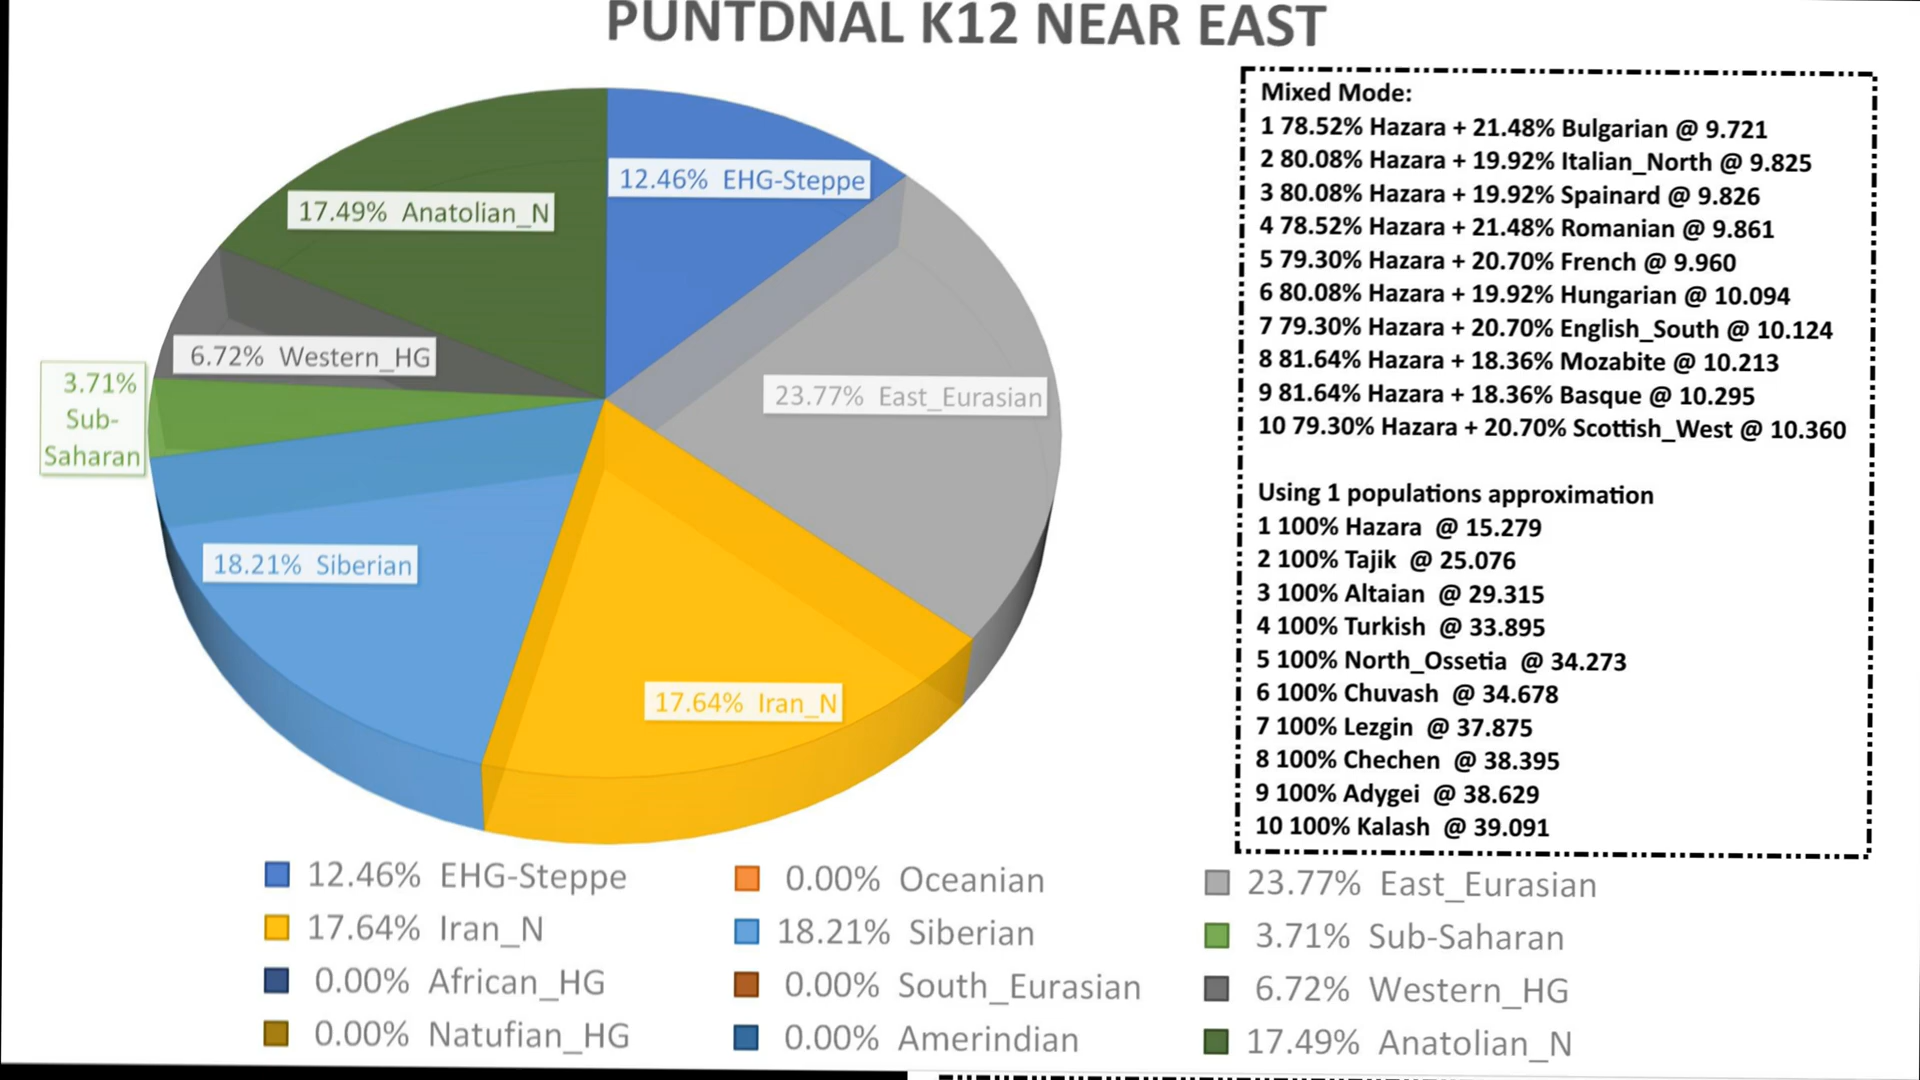 PUNTDNAL K12 NEAR EAST
12.46% EHG-Steppe
17.49% Anatolian_N
6.72% Western_HG
3.71%
Sub-
Saharan
23.77% East_Eurasian
18.21% Siberian
17.64% Iran_N
Mixed Mode:
1 78.52% Hazara + 21.48% Bulgarian @ 9.721
2 80.08% Hazara + 19.92% Italian_North @ 9.825
3 80.08% Hazara + 19.92% Spainard @ 9.826
4 78.52% Hazara + 21.48% Romanian @ 9.861
5 79.30% Hazara + 20.70% French @ 9.960
6 80.08% Hazara + 19.92% Hungarian @ 10.094
7 79.30% Hazara + 20.70% English_South @ 10.124
8 81.64% Hazara + 18.36% Mozabite @ 10.213
9 81.64% Hazara + 18.36% Basque @ 10.295
10 79.30% Hazara + 20.70% Scottish_West @ 10.360
Using 1 populations approximation
1 100% Hazara @ 15.279
2 100% Tajik @ 25.076
3 100% Altaian @ 29.315
4 100% Turkish @ 33.895
5 100% North_Ossetia @ 34.273
6 100% Chuvash @ 34.678
7 100% Lezgin @ 37.875
8 100% Chechen @ 38.395
9 100% Adygei @ 38.629
10 100% Kalash @ 39.091
12.46% EHG-Steppe
0.00% Oceanian
23.77% East_Eurasian
17.64% Iran_N
18.21% Siberian
3.71% Sub-Saharan
0.00% African_HG
0.00% South_Eurasian
6.72% Western_HG
0.00% Natufian_HG
0.00% Amerindian
17.49% Anatolian_N